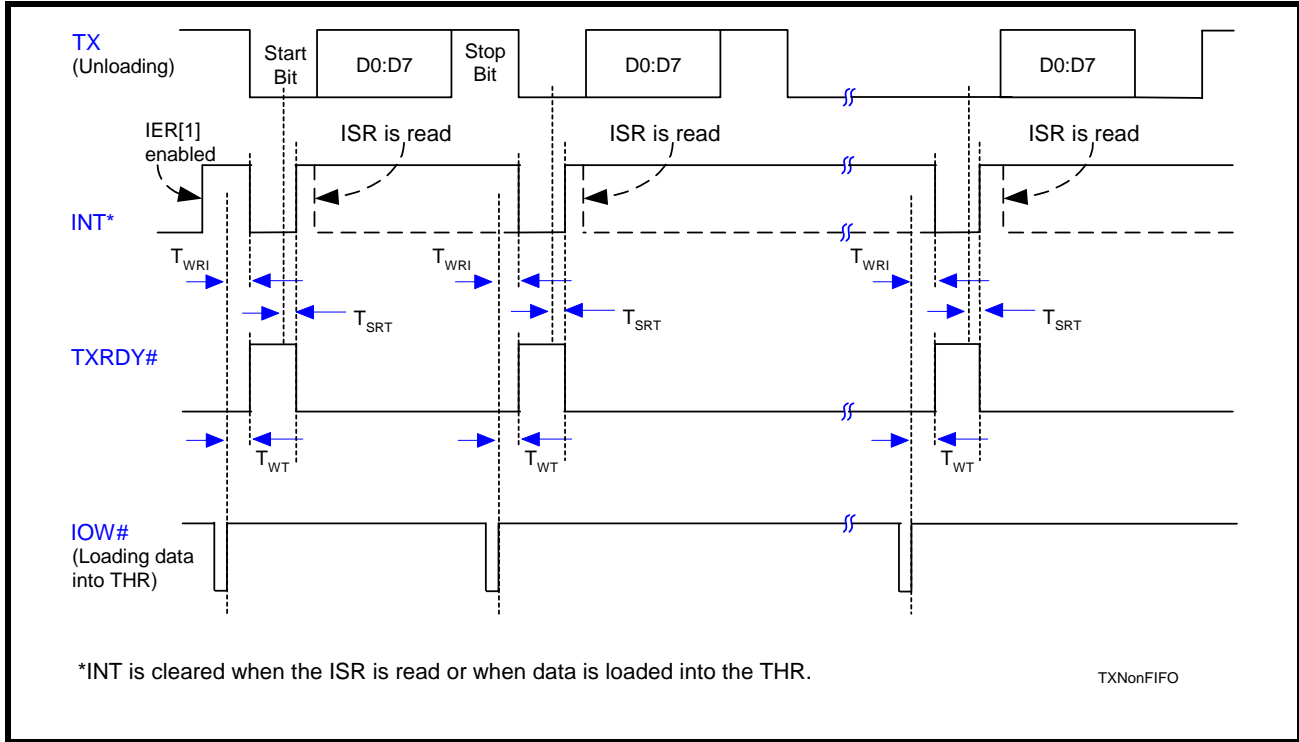 TX
(Unloading)
Start
Bit
D0:D7
Stop
Bit
D0:D7
D0:D7
IER[1]
enabled
ISR is read
ISR is read
ISR is read
INT*
TWRI
TWRI
TWRI
TSRT
TSRT
TSRT
TXRDY#
TWT
TWT
TWT
IOW#
(Loading data
into THR)
*INT is cleared when the ISR is read or when data is loaded into the THR.
TXNonFIFO